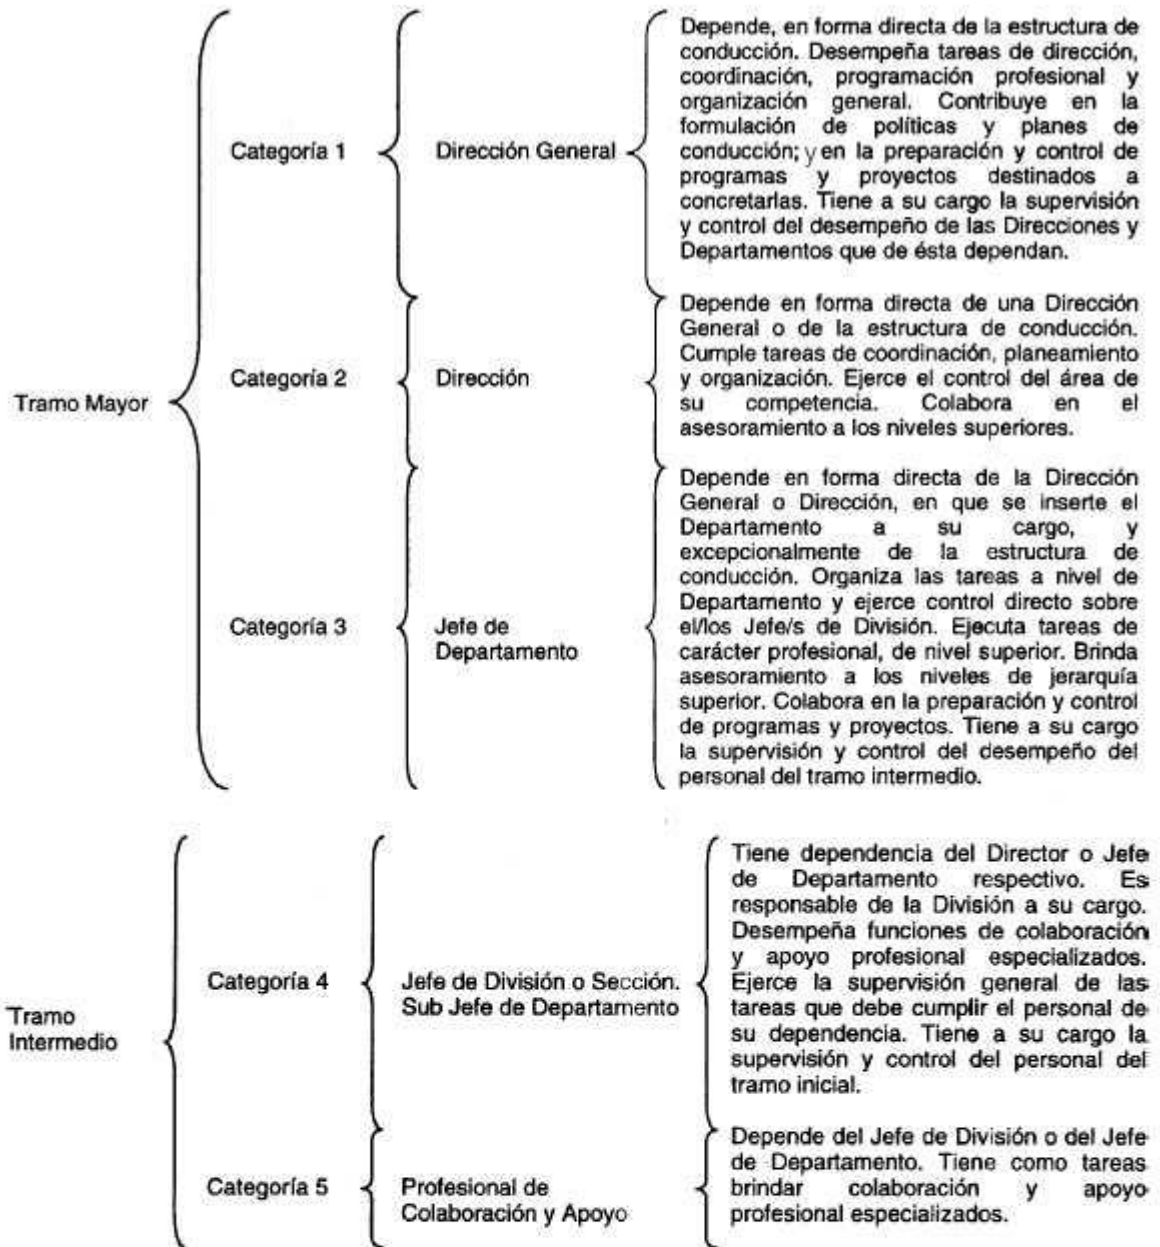 Tramo Mayor
Categoría 1
Dirección General
Depende, en forma directa de la estructura de
conducción. Desempeña tareas de dirección,
coordinación, programación profesional y
organización general. Contribuye en la
formulación de políticas y planes de
conducción; y en la preparación y control de
programas y proyectos destinados a
concretarlas. Tiene a su cargo la supervisión
y control del desempeño de las Direcciones y
Departamentos que de ésta dependan.
Categoría 2
Dirección
Depende en forma directa de una Dirección
General o de la estructura de conducción.
Cumple tareas de coordinación, planeamiento
y organización. Ejerce el control del área de
su competencia. Colabora en el
asesoramiento a los niveles superiores.
Categoría 3
Jefe de
Departamento
Depende en forma directa de la Dirección
General o Dirección, en que se inserte el
Departamento a su cargo, y
excepcionalmente de la estructura de
conducción. Organiza las tareas a nivel de
Departamento y ejerce control directo sobre
el/los Jefe/s de División. Ejecuta tareas de
carácter profesional, de nivel superior. Brinda
asesoramiento a los niveles de jerarquía
superior. Colabora en la preparación y control
de programas y proyectos. Tiene a su cargo
la supervisión y control del desempeño del
personal del tramo intermedio.
Tramo
Intermedio
Categoría 4
Jefe de División o Sección.
Sub Jefe de Departamento
Tiene dependencia del Director o Jefe
de Departamento respectivo. Es
responsable de la División a su cargo.
Desempeña funciones de colaboración
y apoyo profesional especializados.
Ejerce la supervisión general de las
tareas que debe cumplir el personal de
su dependencia. Tiene a su cargo la
supervisión y control del personal del
tramo inicial.
Categoría 5
Profesional de
Colaboración y Apoyo
Depende del Jefe de División o del Jefe
de Departamento. Tiene como tareas
brindar colaboración y apoyo
profesional especializados.